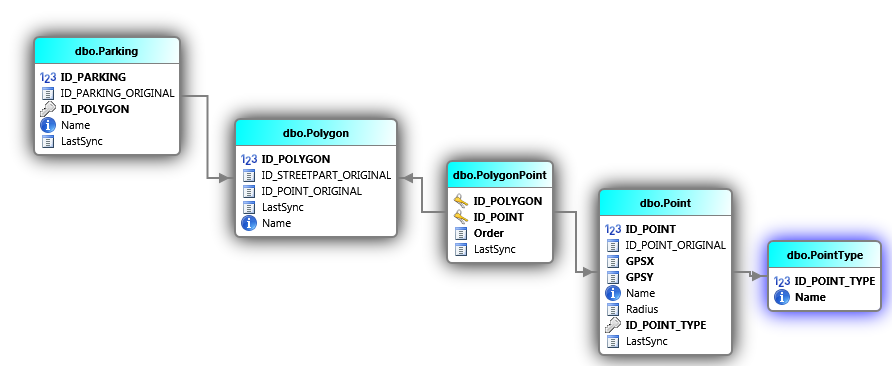 dbo.Parking
123 ID_PARKING
ID_PARKING_ORIGINAL
ID_POLYGON
i Name
LastSync
dbo.Polygon
123 ID_POLYGON
ID_STREETPART_ORIGINAL
ID_POINT_ORIGINAL
LastSync
i Name
dbo.PolygonPoint
ID_POLYGON
ID_POINT
Order
LastSync
dbo.Point
123 ID_POINT
ID_POINT_ORIGINAL
GPSX
GPSY
i Name
Radius
ID_POINT_TYPE
LastSync
dbo.PointType
123 ID_POINT_TYPE
i Name